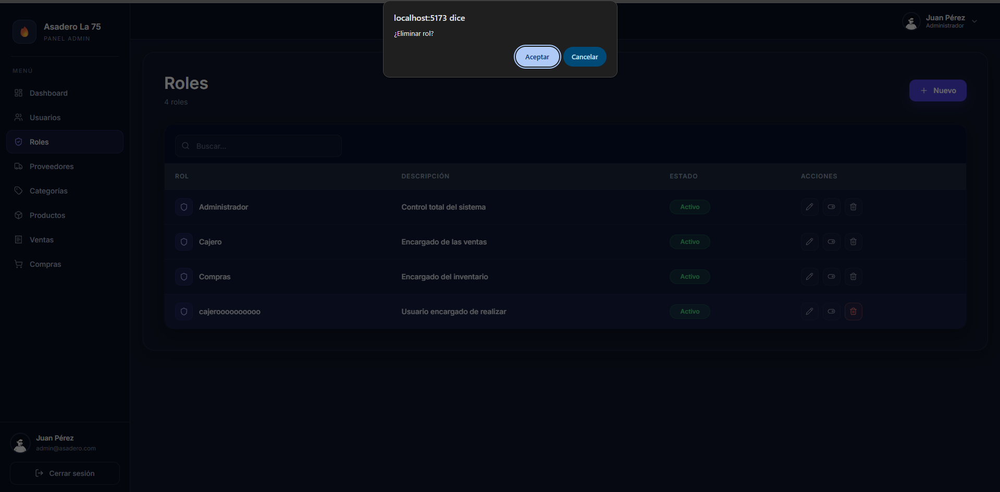 localhost:5173 dice
¿Eliminar rol?
Aceptar
Cancelar
Asadero La 75
PANEL ADMIN
MENÚ
Dashboard
Usuarios
Roles
Proveedores
Categorías
Productos
Ventas
Compras
Juan Pérez
admin@asadero.com
Cerrar sesión
Juan Pérez
Administrador
Roles
4 roles
Nuevo
Buscar...
ROL DESCRIPCIÓN ESTADO ACCIONES
Administrador Control total del sistema Activo
Cajero Encargado de las ventas Activo
Compras Encargado del inventario Activo
cajeroooooooooo Usuario encargado de realizar Activo